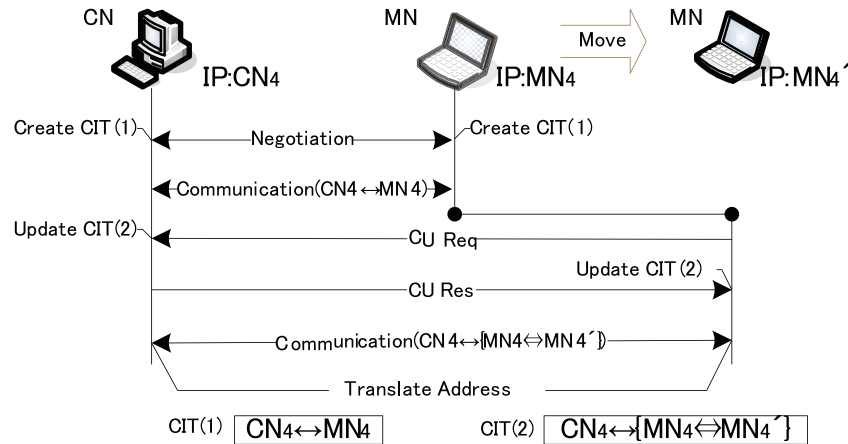 CN
MN
MN
Move
IP:CN4
IP:MN4
IP:MN4´
Create CIT(1)
Negotiation
Create CIT(1)
Communication(CN4↔MN4)
Update CIT(2)
CU Req
Update CIT(2)
CU Res
Communication(CN4↔{MN4⇔MN4´})
Translate Address
CIT(1) CN4↔MN4
CIT(2) CN4↔{MN4⇔MN4´}